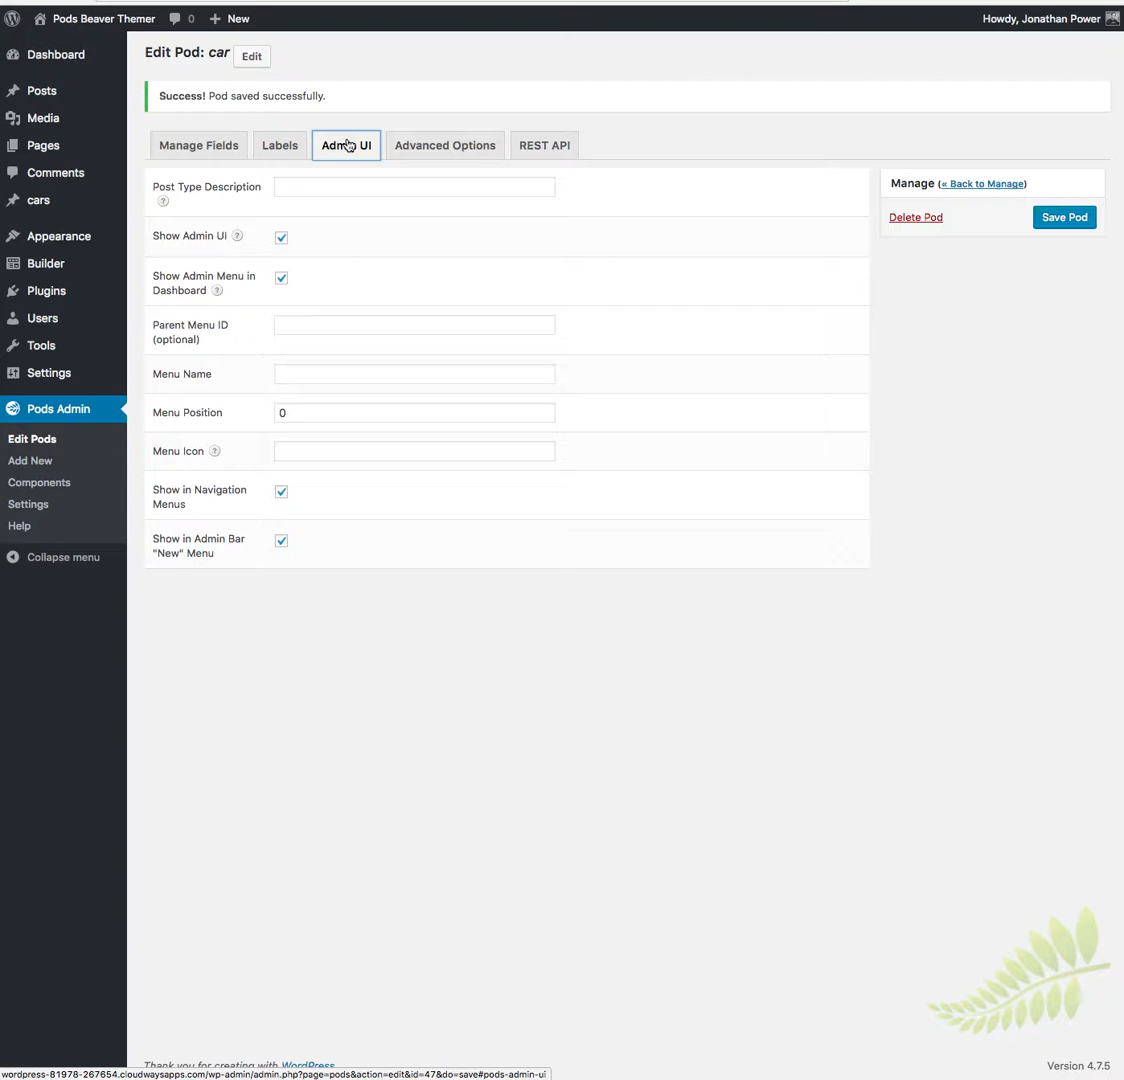 Pods Beaver Themer
0
New
Howdy, Jonathan Power
Dashboard
Posts
Media
Pages
Comments
cars
Appearance
Builder
Plugins
Users
Tools
Settings
Pods Admin
Edit Pods
Add New
Components
Settings
Help
Collapse menu
Edit Pod: car
Edit
Success! Pod saved successfully.
Manage Fields
Labels
Admin UI
Advanced Options
REST API
Post Type Description
?
Show Admin UI ?
Show Admin Menu in
Dashboard ?
Parent Menu ID
(optional)
Menu Name
Menu Position
0
Menu Icon ?
Show in Navigation
Menus
Show in Admin Bar
"New" Menu
Manage (« Back to Manage)
Delete Pod
Save Pod
Thank you for creating with WordPress
Version 4.7.5
wordpress-81978-267654.cloudwaysapps.com/wp-admin/admin.php?page=pods&action=edit&id=47&do=save#pods-admin-ui